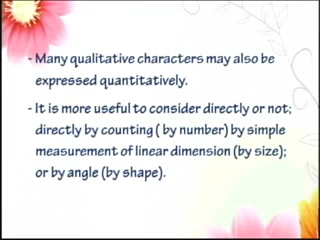 - Many qualitative characters may also be
expressed quantitatively.
- It is more useful to consider directly or not;
directly by counting ( by number) by simple
measurement of linear dimension (by size);
or by angle (by shape).